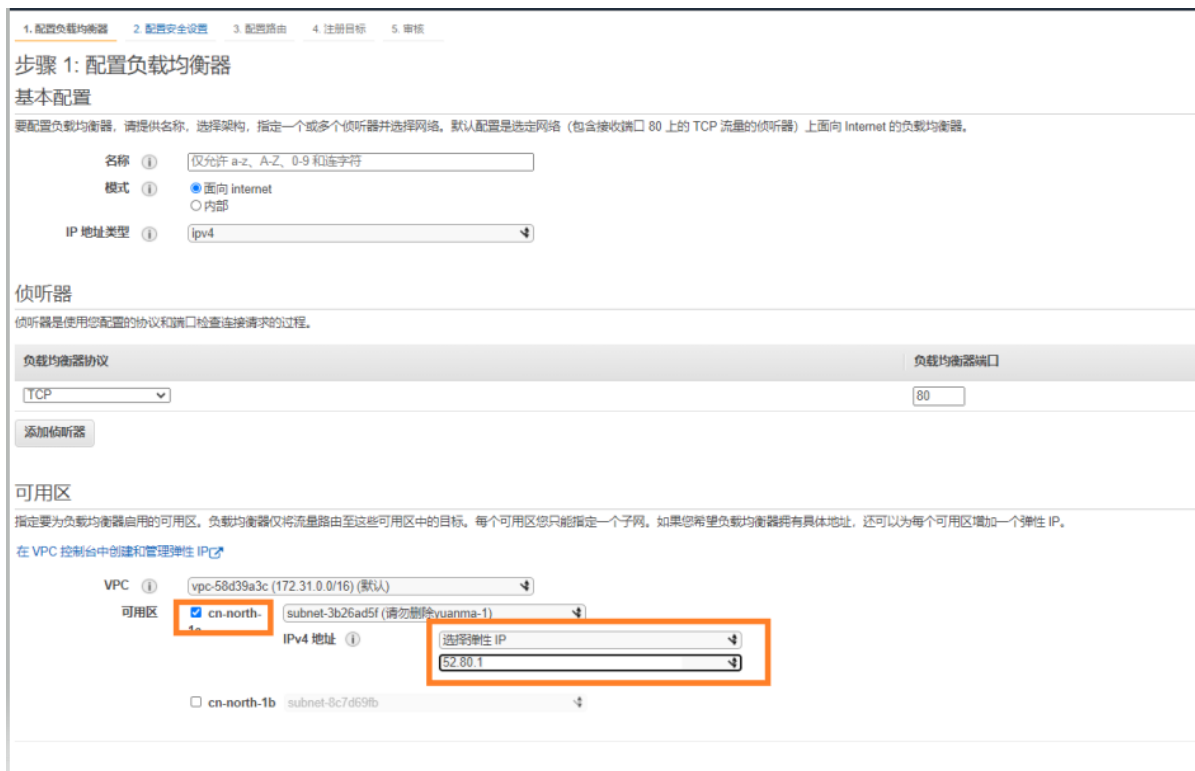 1. 配置负载均衡器 2. 配置安全设置 3. 配置路由 4. 注册目标 5. 审核
步骤 1: 配置负载均衡器
基本配置
要配置负载均衡器，请提供名称，选择架构，指定一个或多个侦听器并选择网络。默认配置是选定网络（包含接收端口 80 上的 TCP 流量的侦听器）上面向 Internet 的负载均衡器。
名称 仅允许 a-z、A-Z、0-9 和连字符
模式 面向 internet
内部
IP 地址类型 ipv4
侦听器
侦听器是使用您配置的协议和端口检查连接请求的过程。
负载均衡器协议 负载均衡器端口
TCP 80
添加侦听器
可用区
指定要为负载均衡器启用的可用区。负载均衡器仅将流量路由至这些可用区中的目标。每个可用区您只能指定一个子网。如果您希望负载均衡器拥有具体地址，还可以为每个可用区增加一个弹性 IP。
在 VPC 控制台中创建和管理弹性 IP
VPC vpc-58d39a3c (172.31.0.0/16) (默认)
可用区 cn-north- subnet-3b26ad5f (请勿删除yuanma-1)
IPv4 地址 选择弹性 IP
52.80.1
cn-north-1b subnet-8c7d69fb